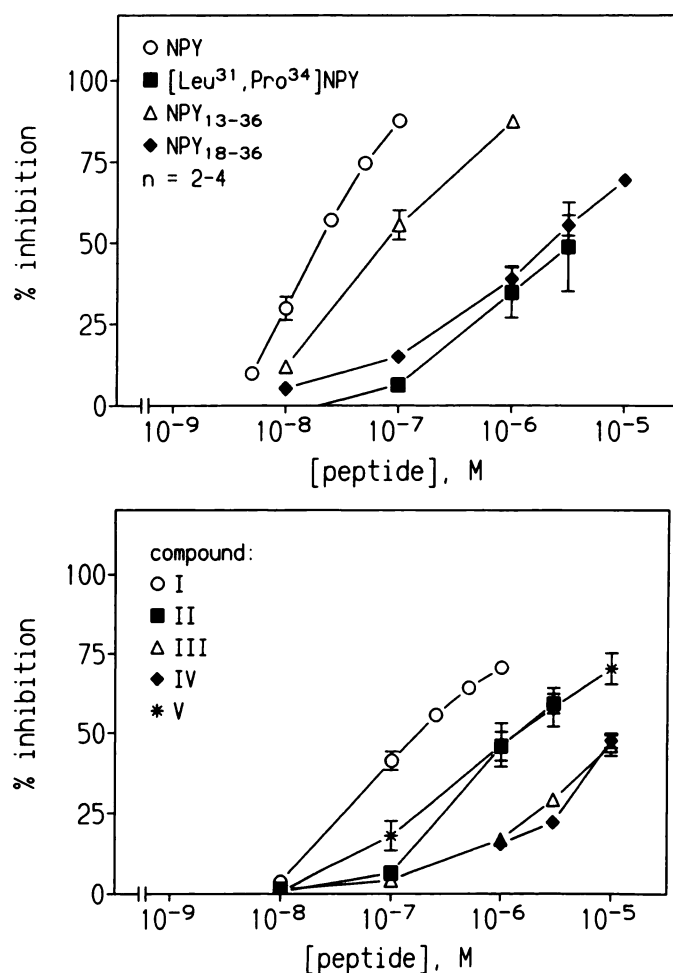 NPY
[Leu³¹,Pro³⁴]NPY
NPY₁₃₋₃₆
NPY₁₈₋₃₆
n = 2-4
% inhibition
100
75
50
25
0
10⁻⁹ 10⁻⁸ 10⁻⁷ 10⁻⁶ 10⁻⁵
[peptide], M
compound:
I
II
III
IV
V
% inhibition
100
75
50
25
0
10⁻⁹ 10⁻⁸ 10⁻⁷ 10⁻⁶ 10⁻⁵
[peptide], M